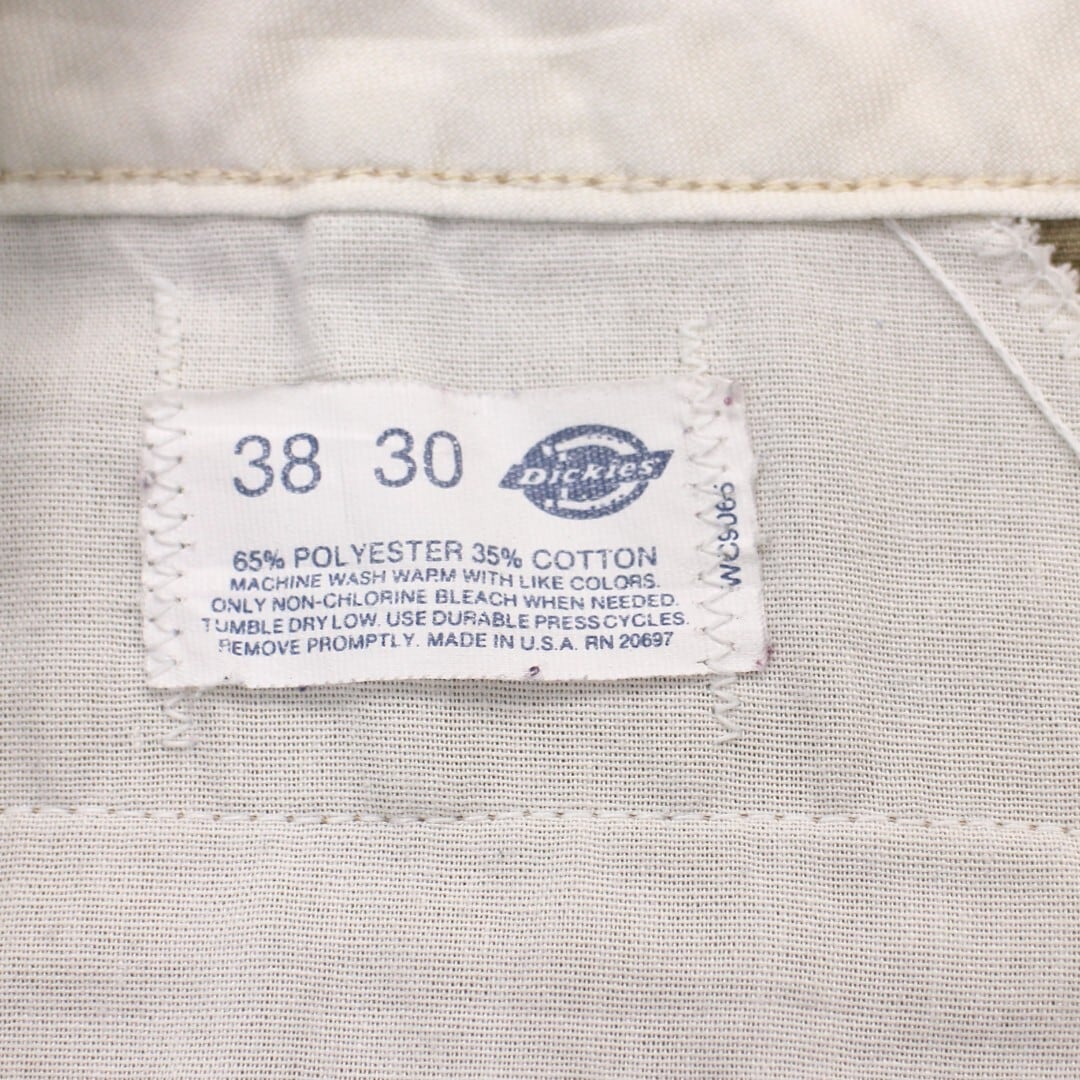 38 30 Dickies
65% POLYESTER 35% COTTON
MACHINE WASH WARM WITH LIKE COLORS.
ONLY NON-CHLORINE BLEACH WHEN NEEDED.
TUMBLE DRY LOW. USE DURABLE PRESS CYCLES.
REMOVE PROMPTLY. MADE IN U.S.A. RN 20697